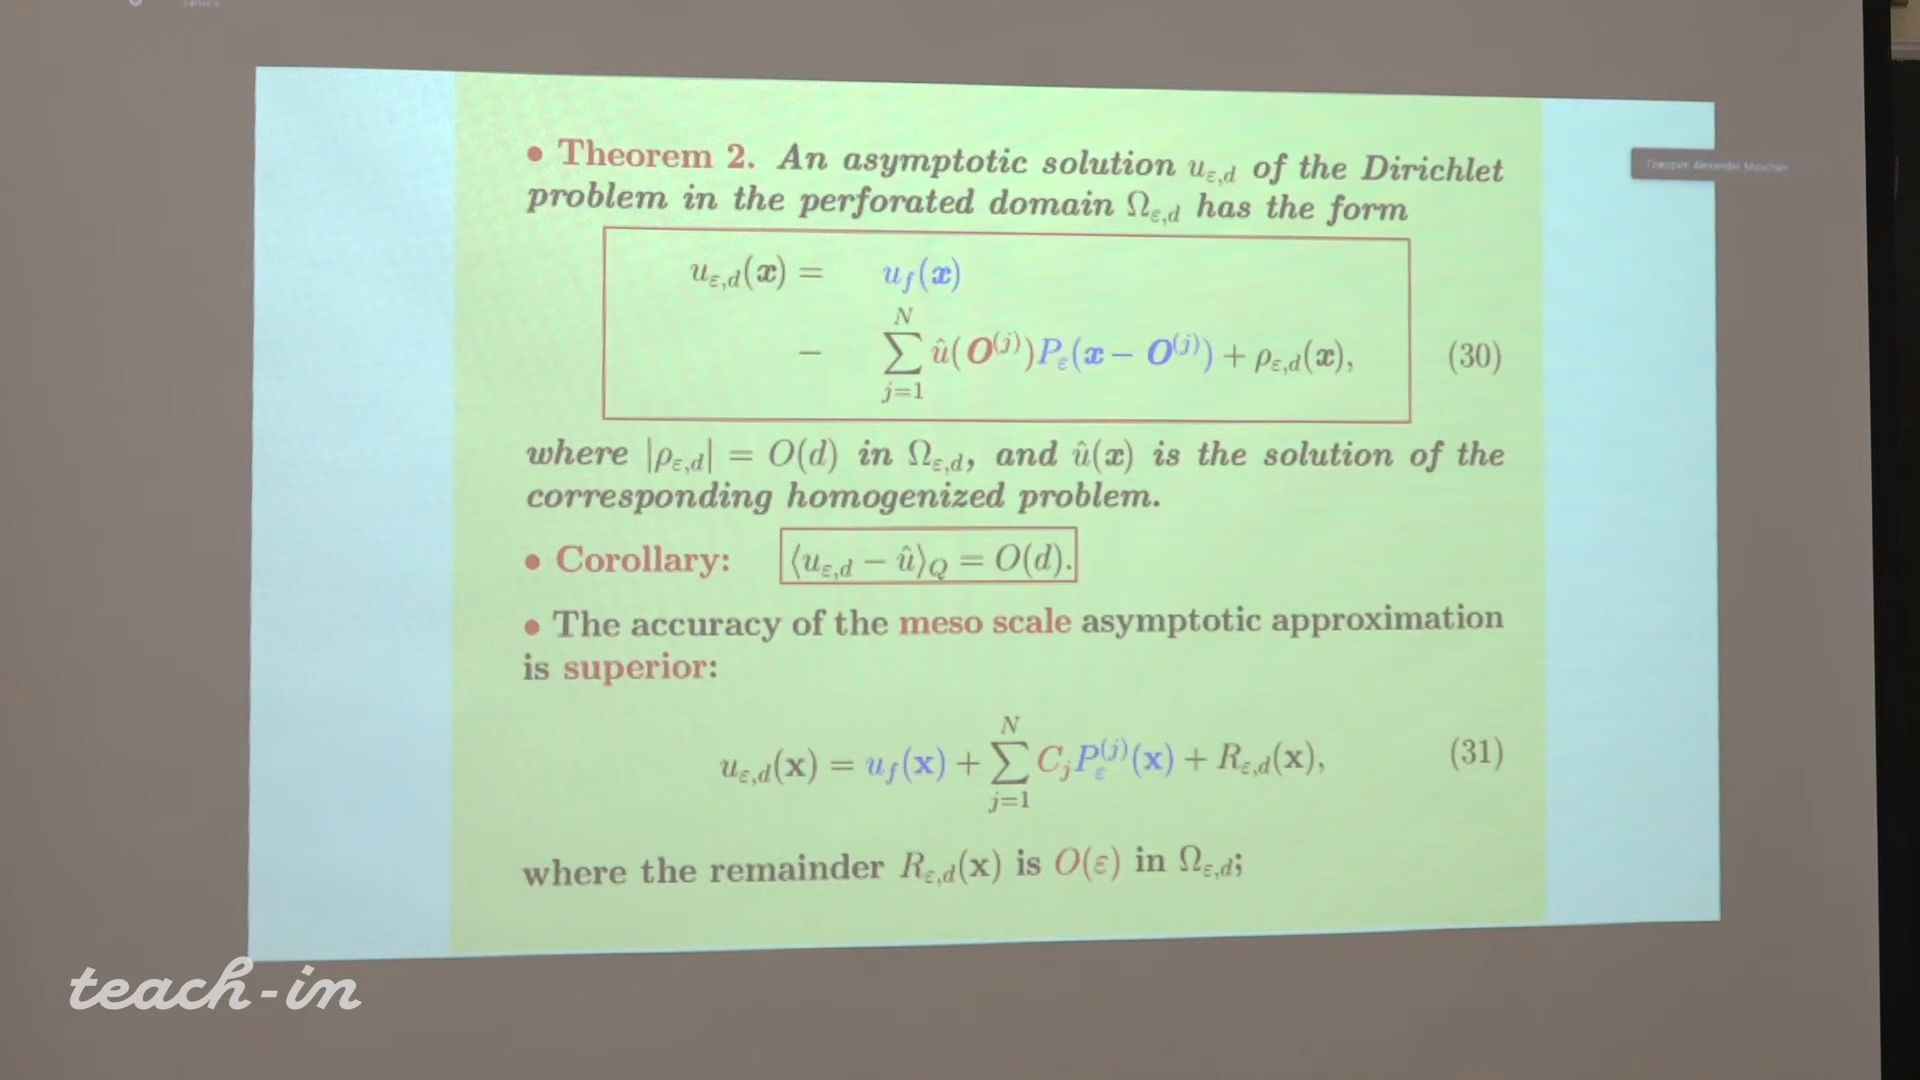 • Theorem 2. An asymptotic solution u_{ε,d} of the Dirichlet
problem in the perforated domain Ω_{ε,d} has the form
u_{ε,d}(x) = u_f(x)
− ∑_{j=1}^{N} û(O^{(j)})P_ε(x − O^{(j)}) + ρ_{ε,d}(x), (30)
where |ρ_{ε,d}| = O(d) in Ω_{ε,d}, and û(x) is the solution of the
corresponding homogenized problem.
• Corollary: ⟨u_{ε,d} − û⟩_Q = O(d).
• The accuracy of the meso scale asymptotic approximation
is superior:
u_{ε,d}(x) = u_f(x) + ∑_{j=1}^{N} C_j P_ε^{(j)}(x) + R_{ε,d}(x), (31)
where the remainder R_{ε,d}(x) is O(ε) in Ω_{ε,d};
Говорит: Alexander Movchan
teach-in